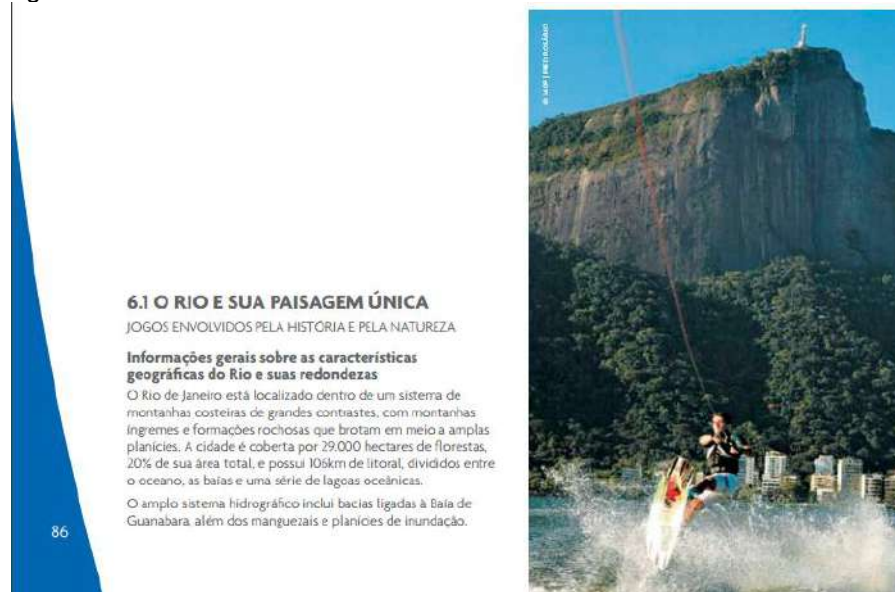 6.1 O RIO E SUA PAISAGEM ÚNICA
JOGOS ENVOLVIDOS PELA HISTÓRIA E PELA NATUREZA
Informações gerais sobre as características
geográficas do Rio e suas redondezas
O Rio de Janeiro está localizado dentro de um sistema de
montanhas costeiras de grandes contrastes, com montanhas
íngremes e formações rochosas que brotam em meio a amplas
planícies. A cidade é coberta por 29.000 hectares de florestas,
20% de sua área total, e possui 106km de litoral, divididos entre
o oceano, as baías e uma série de lagoas oceânicas.
O amplo sistema hidrográfico inclui bacias ligadas à Baía de
Guanabara, além dos manguezais e planícies de inundação.
86